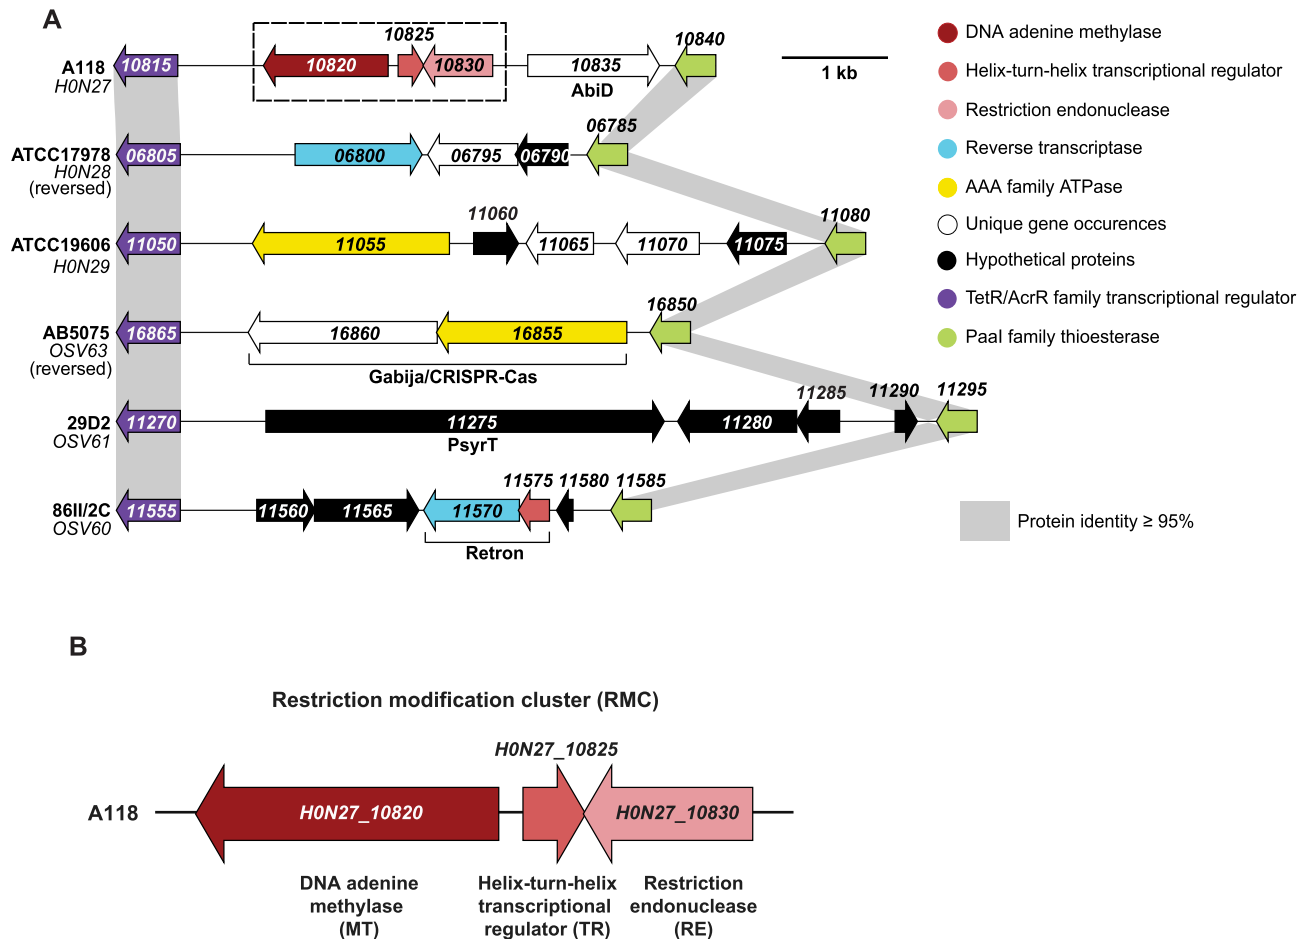 A
A118
H0N27
10815
10820
10825
10830
10835
AbiD
10840
1 kb
ATCC17978
H0N28
(reversed)
06805
06800
06795
06790
06785
ATCC19606
H0N29
11050
11055
11060
11065
11070
11075
11080
AB5075
OSV63
(reversed)
16865
16860
16855
Gabija/CRISPR-Cas
16850
29D2
OSV61
11270
11275
PsyrT
11280
11285
11290
11295
86II/2C
OSV60
11555
11560
11565
11570
11575
Retron
11580
11585
DNA adenine methylase
Helix-turn-helix transcriptional regulator
Restriction endonuclease
Reverse transcriptase
AAA family ATPase
Unique gene occurences
Hypothetical proteins
TetR/AcrR family transcriptional regulator
PaaI family thioesterase
Protein identity ≥ 95%
B
Restriction modification cluster (RMC)
A118
H0N27_10820
H0N27_10825
H0N27_10830
DNA adenine
methylase
(MT)
Helix-turn-helix
transcriptional
regulator (TR)
Restriction
endonuclease
(RE)